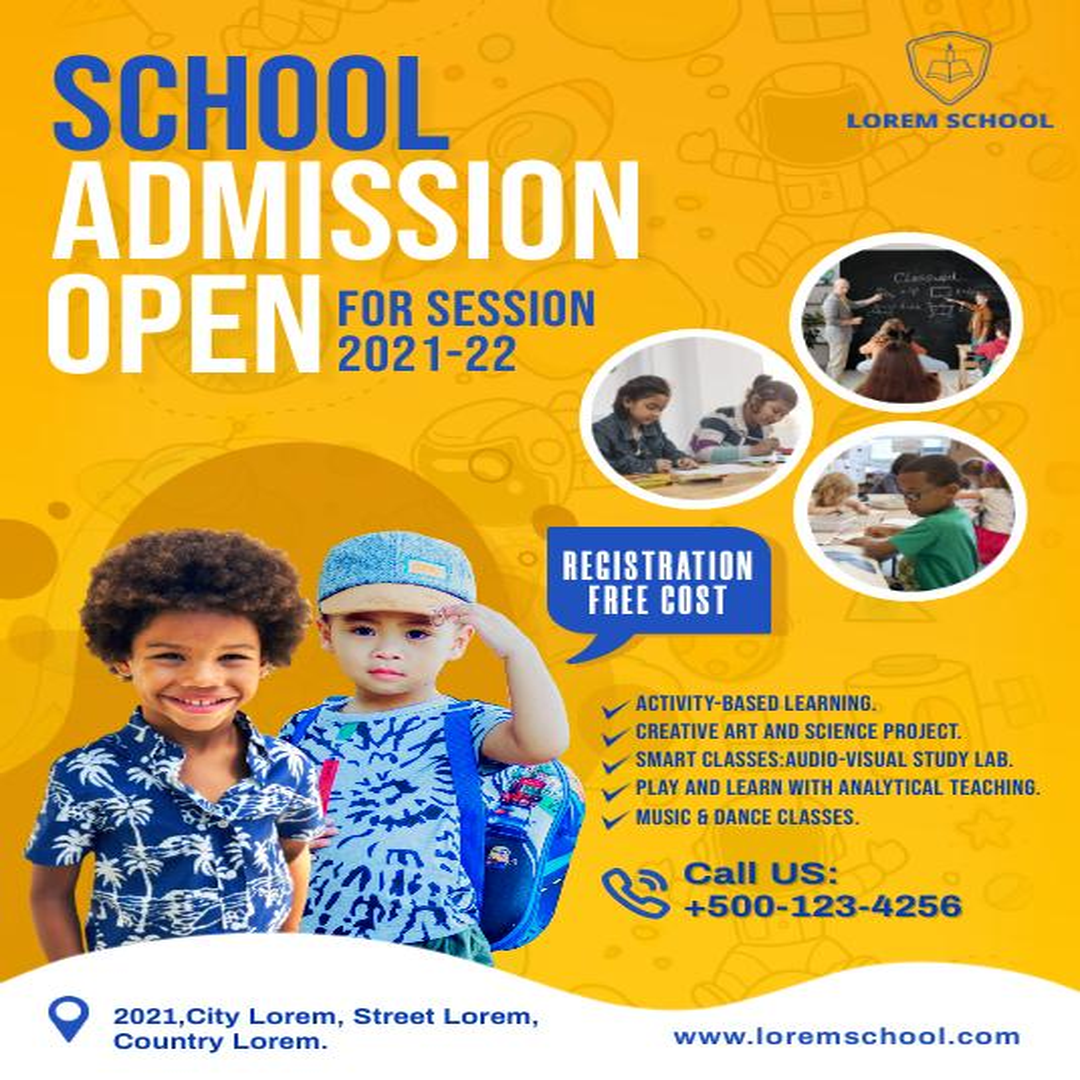 SCHOOL
ADMISSION
OPEN
FOR SESSION
2021-22
LOREM SCHOOL
REGISTRATION
FREE COST
ACTIVITY-BASED LEARNING.
CREATIVE ART AND SCIENCE PROJECT.
SMART CLASSES:AUDIO-VISUAL STUDY LAB.
PLAY AND LEARN WITH ANALYTICAL TEACHING.
MUSIC & DANCE CLASSES.
Call US:
+500-123-4256
2021,City Lorem, Street Lorem,
Country Lorem.
www.loremschool.com